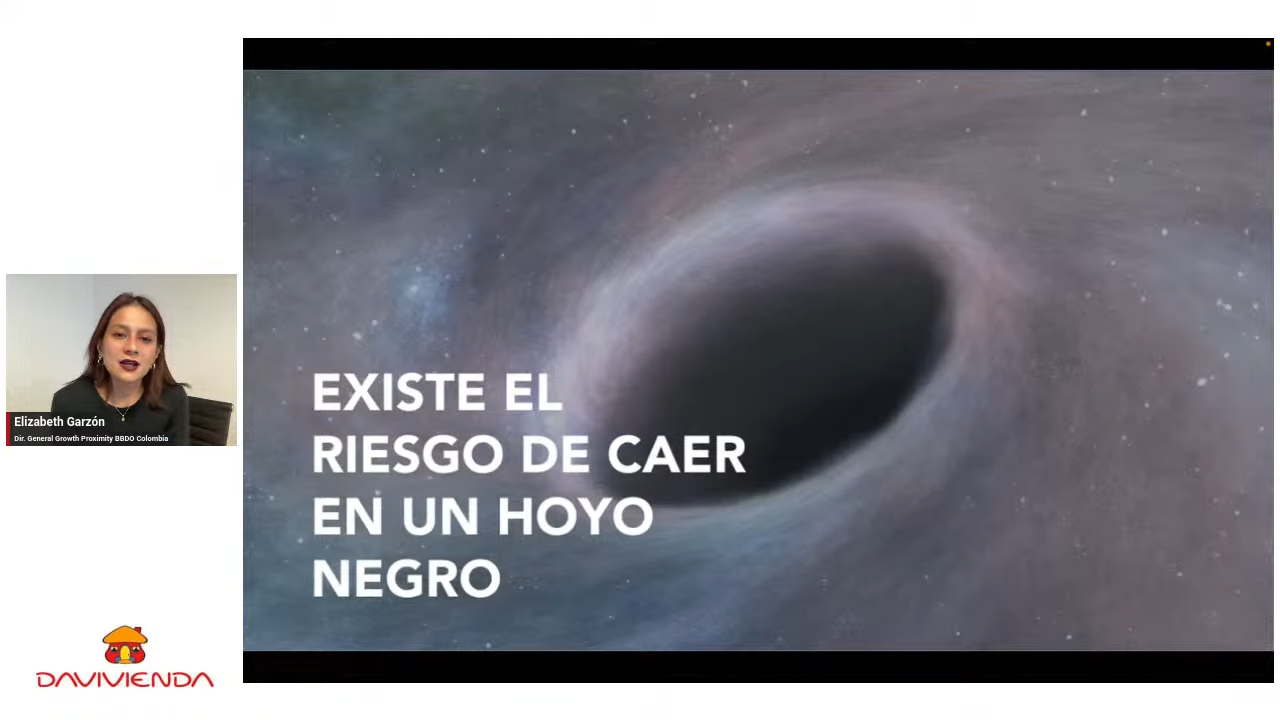 EXISTE EL
RIESGO DE CAER
EN UN HOYO
NEGRO
Elizabeth Garzón
Dir. General Growth Proximity BBDO Colombia
DAVIVIENDA